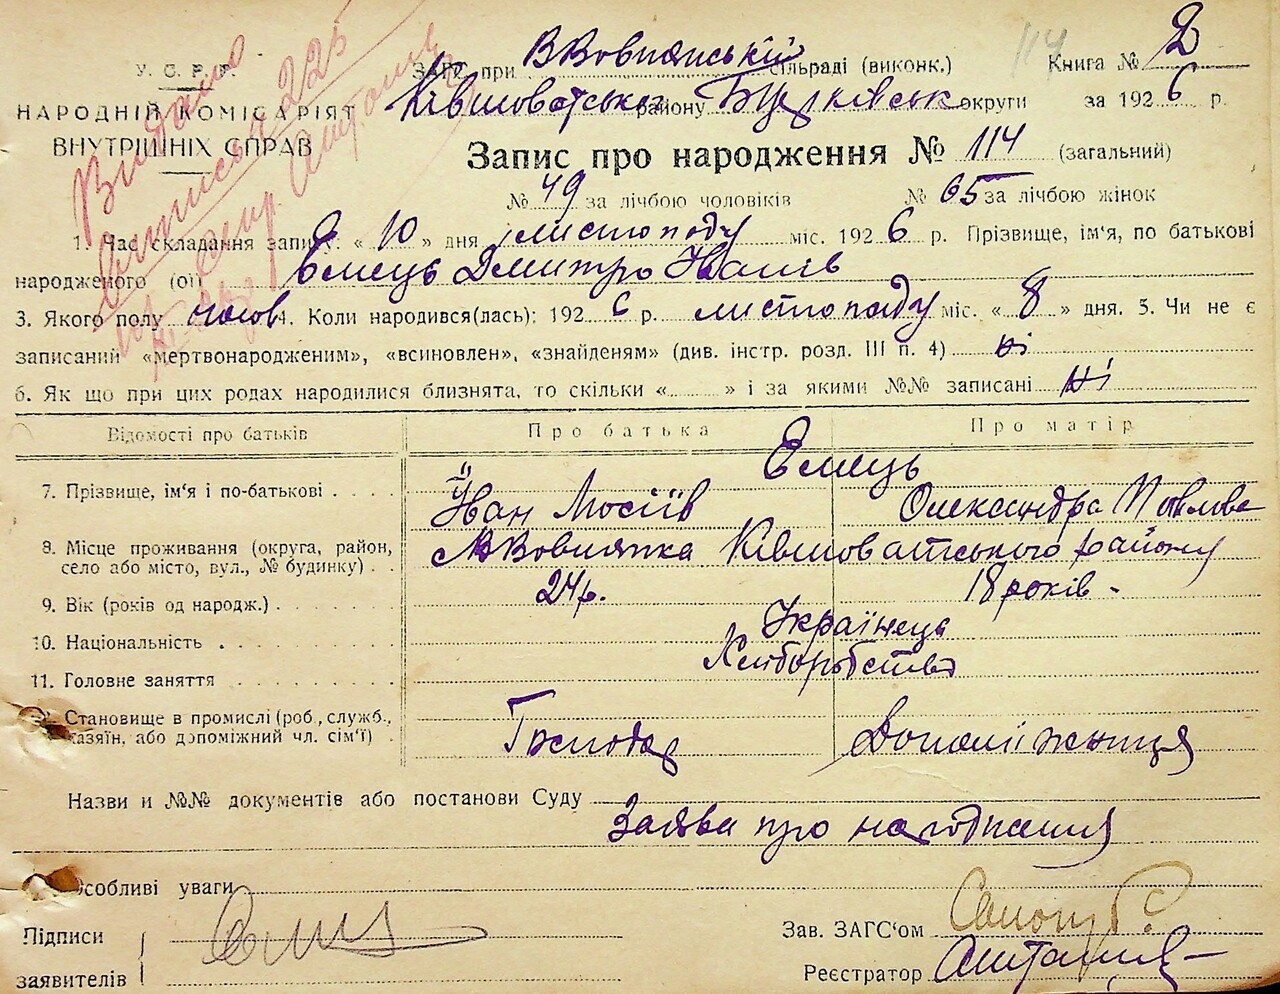 У. С. Р. Р.
НАРОДНІЙ КОМІСАРІЯТ
ВНУТРІШНІХ СПРАВ
ЗАГС при В Вовнянській сільраді (виконк.) 114 Книга № 2
Ківшоватського району Білоцерківськ округи за 1926 р.
Запис про народження № 114 (загальний)
№ 49 за лічбою чоловіків № 65 за лічбою жінок
Видано
1. Час складання запису: « 10 » дня листопаду міс. 1926 р. Прізвище, ім'я, по батькові
народженого (ої) Ємець Дмитро Іванів
3. Якого полу чолов 4. Коли народився(лась): 1926 р. листопаду міс. « 8 » дня. 5. Чи не є
записаний «мертвонародженим», «всиновлен», «знайденям» (див. інстр. розд. III п. 4) ні
6. Як що при цих родах народилися близнята, то скільки « » і за якими №№ записані ні
Відомості про батьків Про батька Про матір
Ємець
7. Прізвище, ім'я і по-батькові Іван Мосіїв Олександра Павлова
8. Місце проживання (округа, район, В Вовнянка Ківшоватського району
село або місто, вул., № будинку)
9. Вік (років од народж.) 24 р. 18 років
10. Національність Українець
11. Головне заняття Хліборобство
Становище в промислі (роб., служб.,
хазяїн, або допоміжний чл. сім'ї) Господар Допоміжниця
Назви и №№ документів або постанови Суду
Заява про народження
Особливі уваги
Підписи
заявителів
Зав. ЗАГС'ом
Реєстратор